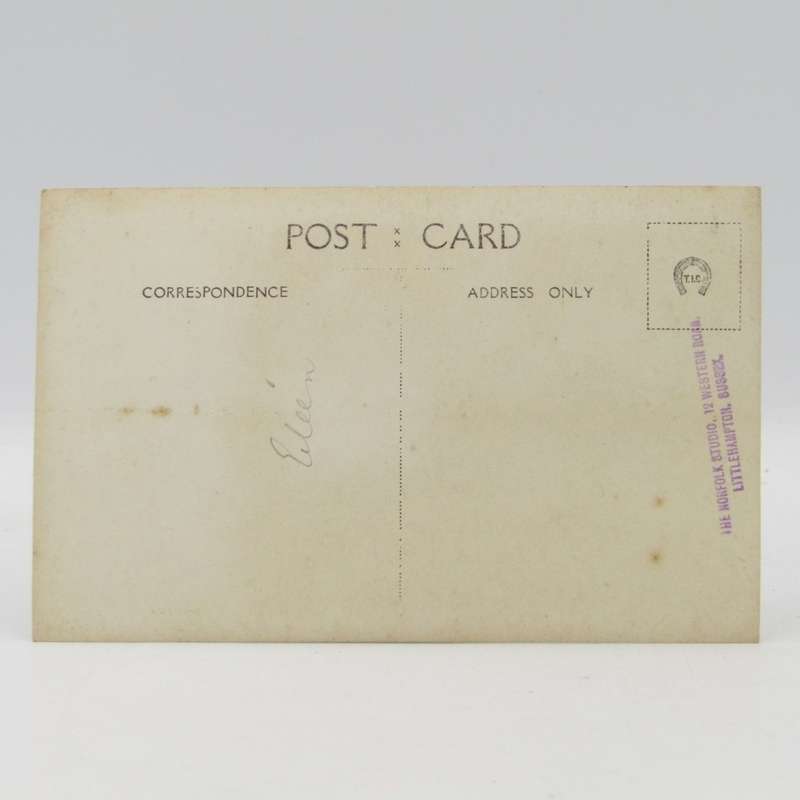 POST CARD
CORRESPONDENCE
ADDRESS ONLY
T.I.C.
Eileen
THE NORFOLK STUDIO, 12 WESTERN ROAD,
LITTLEHAMPTON, SUSSEX.